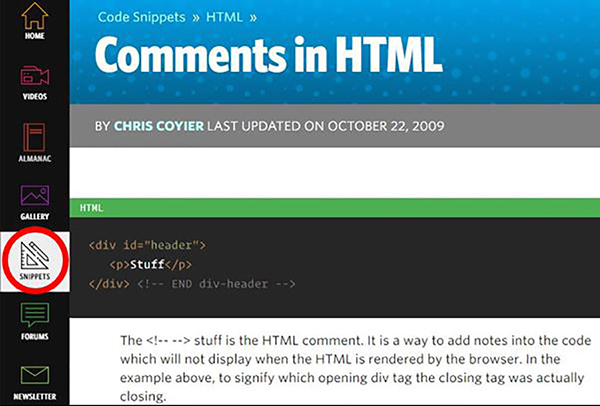 HOME
VIDEOS
ALMANAC
GALLERY
SNIPPETS
FORUMS
NEWSLETTER
Code Snippets » HTML »
Comments in HTML
BY CHRIS COYIER LAST UPDATED ON OCTOBER 22, 2009
HTML
<div id="header">
<p>Stuff</p>
</div> <!-- END div-header -->
The <!-- --> stuff is the HTML comment. It is a way to add notes into the code
which will not display when the HTML is rendered by the browser. In the
example above, to signify which opening div tag the closing tag was actually
closing.